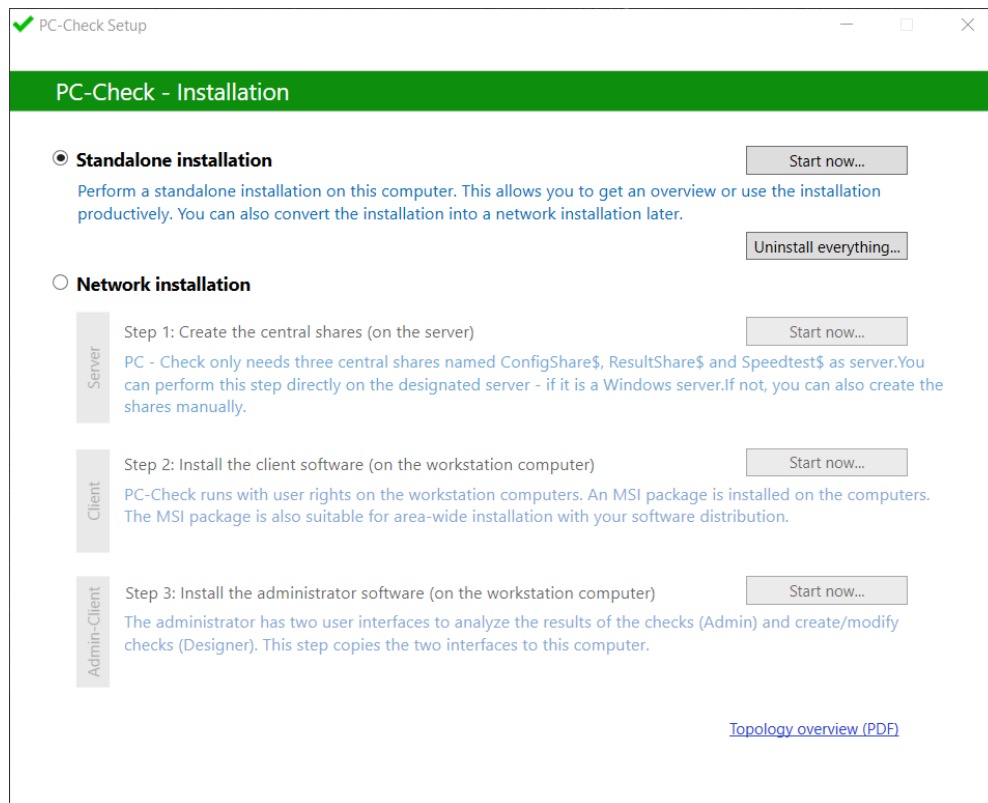 PC-Check Setup
PC-Check - Installation
Standalone installation
Start now...
Perform a standalone installation on this computer. This allows you to get an overview or use the installation
productively. You can also convert the installation into a network installation later.
Uninstall everything...
Network installation
Server
Step 1: Create the central shares (on the server)
Start now...
PC - Check only needs three central shares named ConfigShare$, ResultShare$ and Speedtest$ as server.You
can perform this step directly on the designated server - if it is a Windows server.If not, you can also create the
shares manually.
Client
Step 2: Install the client software (on the workstation computer)
Start now...
PC-Check runs with user rights on the workstation computers. An MSI package is installed on the computers.
The MSI package is also suitable for area-wide installation with your software distribution.
Admin-Client
Step 3: Install the administrator software (on the workstation computer)
Start now...
The administrator has two user interfaces to analyze the results of the checks (Admin) and create/modify
checks (Designer). This step copies the two interfaces to this computer.
Topology overview (PDF)